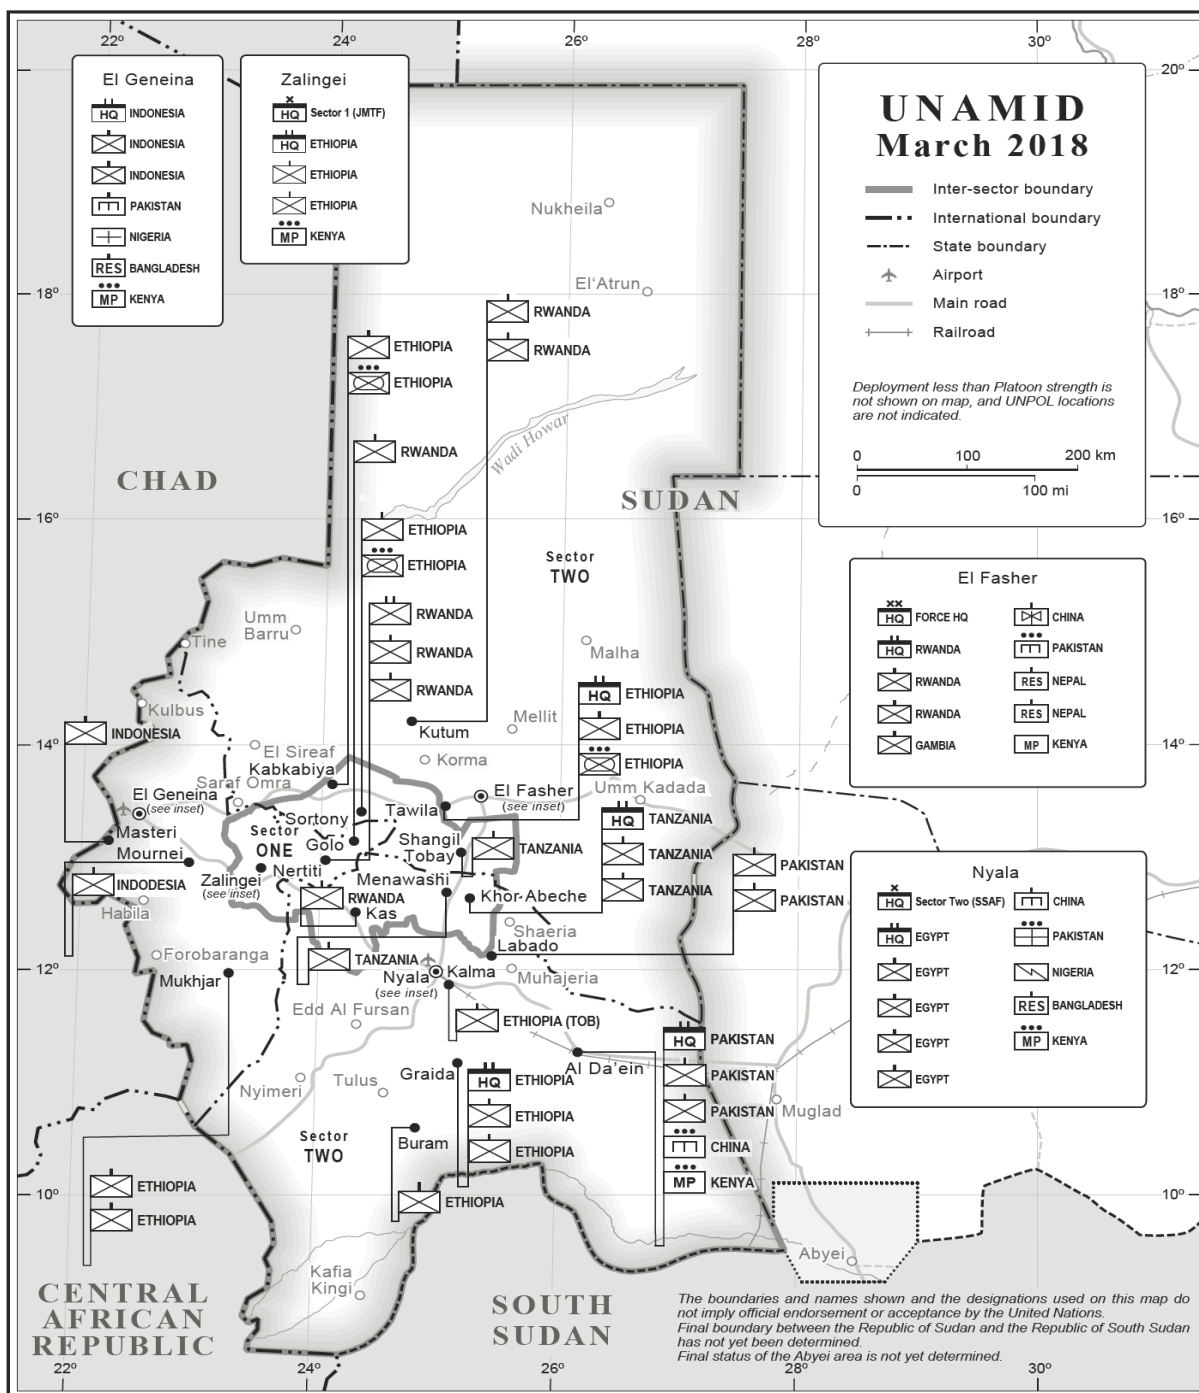 22°
24°
26°
28°
30°
20°
20°
El Geneina
HQ INDONESIA
INDONESIA
INDONESIA
PAKISTAN
NIGERIA
RES BANGLADESH
MP KENYA
Zalingei
HQ Sector 1 (JMTF)
HQ ETHIOPIA
ETHIOPIA
ETHIOPIA
MP KENYA
UNAMID
March 2018
Inter-sector boundary
International boundary
State boundary
Airport
Main road
Railroad
Deployment less than Platoon strength is
not shown on map, and UNPOL locations
are not indicated.
0 100 200 km
0 100 mi
Nukheila
El'Atrun
18°
18°
RWANDA
RWANDA
ETHIOPIA
ETHIOPIA
RWANDA
Wadi Howar
CHAD
SUDAN
16°
16°
ETHIOPIA
ETHIOPIA
Sector
TWO
RWANDA
RWANDA
RWANDA
Umm
Barru
Tine
Malha
El Fasher
HQ FORCE HQ
HQ RWANDA
RWANDA
RWANDA
GAMBIA
CHINA
PAKISTAN
RES NEPAL
RES NEPAL
MP KENYA
Kulbus
INDONESIA
14°
14°
HQ ETHIOPIA
ETHIOPIA
ETHIOPIA
Mellit
Kutum
Korma
El Sireaf
Kabkabiya
Saraf Omra
El Geneina
(see inset)
El Fasher
(see inset)
Umm Kadada
Masteri
Mournei
Sector
ONE
Sortony
Golo
Tawila
Shangil
Tobay
TANZANIA
HQ TANZANIA
TANZANIA
TANZANIA
PAKISTAN
PAKISTAN
INDODESIA
Habila
Zalingei
(see inset)
Nertiti
Menawashi
RWANDA
Kas
Khor Abeche
Shaeria
Labado
Forobaranga
Mukhjar
TANZANIA
Nyala
(see inset)
Kalma
Muhajeria
12°
12°
Nyala
HQ Sector Two (SSAF)
HQ EGYPT
EGYPT
EGYPT
EGYPT
EGYPT
CHINA
PAKISTAN
NIGERIA
RES BANGLADESH
MP KENYA
Edd Al Fursan
ETHIOPIA (TOB)
HQ PAKISTAN
PAKISTAN
PAKISTAN
CHINA
MP KENYA
Al Da'ein
Graida
HQ ETHIOPIA
ETHIOPIA
ETHIOPIA
Nyimeri
Tulus
Muglad
Sector
TWO
Buram
ETHIOPIA
ETHIOPIA
ETHIOPIA
10°
10°
Abyei
Kafia
Kingi
CENTRAL
AFRICAN
REPUBLIC
SOUTH
SUDAN
The boundaries and names shown and the designations used on this map do
not imply official endorsement or acceptance by the United Nations.
Final boundary between the Republic of Sudan and the Republic of South Sudan
has not yet been determined.
Final status of the Abyei area is not yet determined.
22°
24°
26°
28°
30°